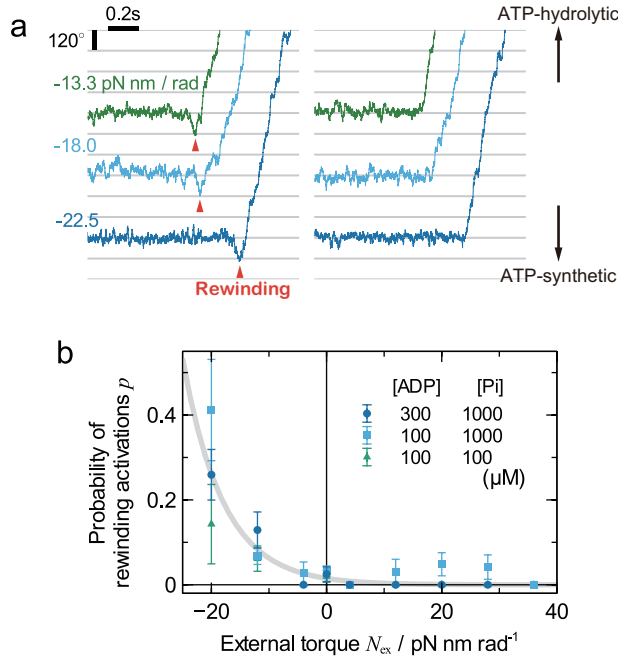 a
0.2s
120°
ATP-hydrolytic
-13.3 pN nm / rad
-18.0
-22.5
Rewinding
ATP-synthetic
b
Probability of
rewinding activations p
0.4
0.2
0
[ADP] [Pi]
300 1000
100 1000
100 100
(μM)
−20 0 20 40
External torque Nex / pN nm rad-1